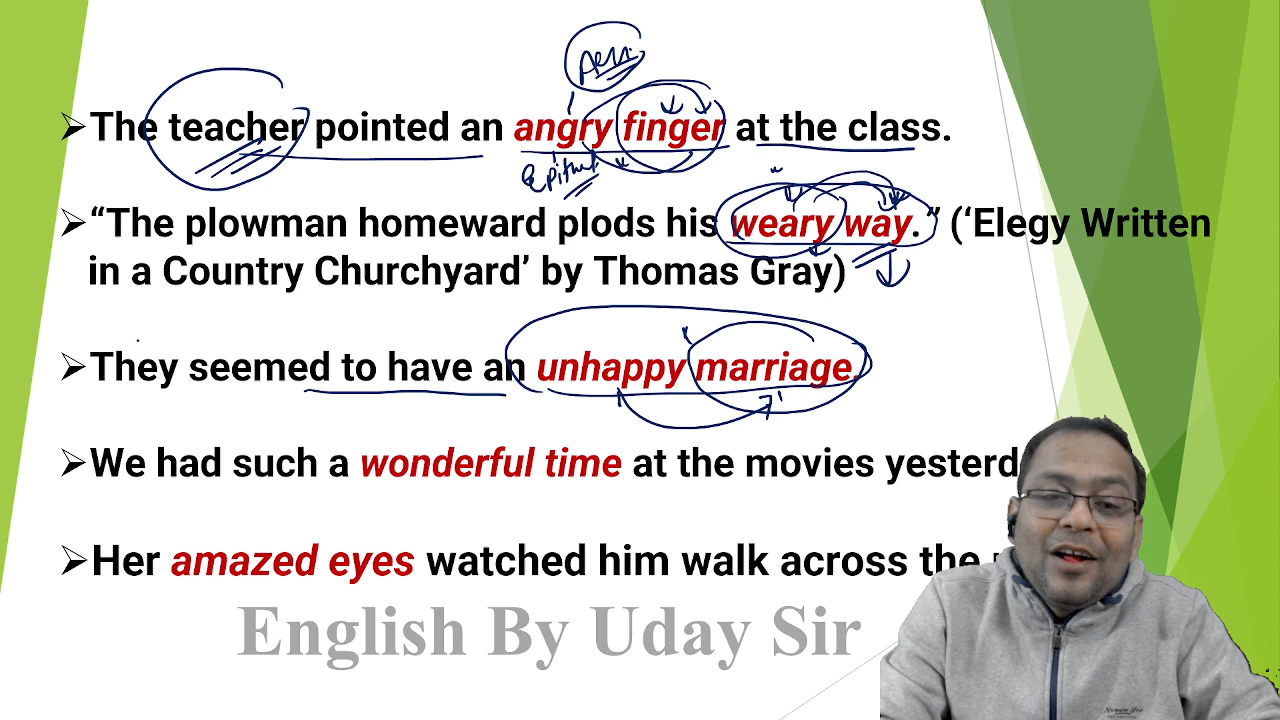 ➢The teacher pointed an angry finger at the class.
Epithet
➢“The plowman homeward plods his weary way.” (‘Elegy Written
in a Country Churchyard’ by Thomas Gray)
➢They seemed to have an unhappy marriage.
➢We had such a wonderful time at the movies yesterd
➢Her amazed eyes watched him walk across the
English By Uday Sir